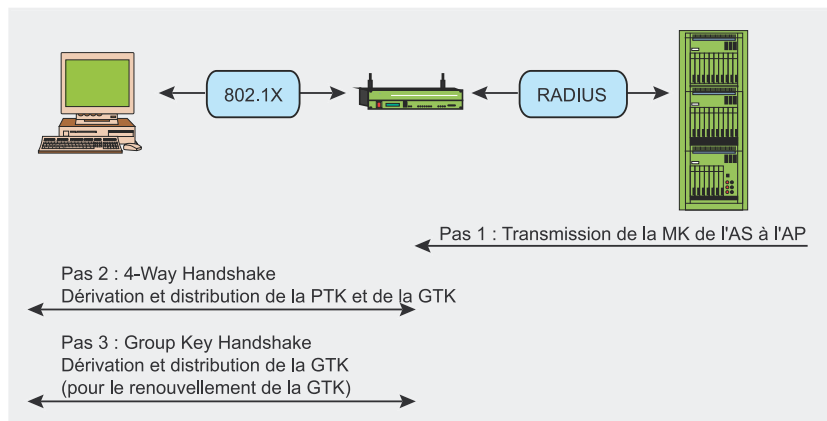 802.1X
RADIUS
Pas 1 : Transmission de la MK de l'AS à l'AP
Pas 2 : 4-Way Handshake
Dérivation et distribution de la PTK et de la GTK
Pas 3 : Group Key Handshake
Dérivation et distribution de la GTK
(pour le renouvellement de la GTK)